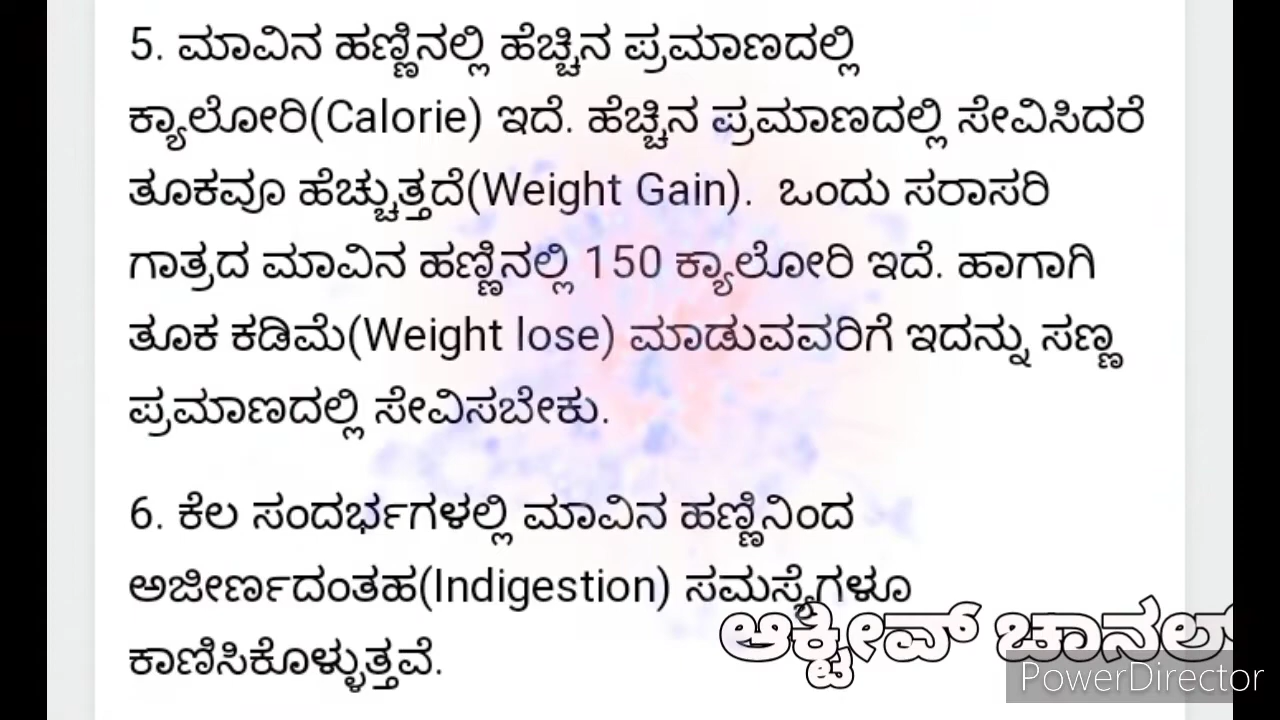 5. ಮಾವಿನ ಹಣ್ಣಿನಲ್ಲಿ ಹೆಚ್ಚಿನ ಪ್ರಮಾಣದಲ್ಲಿ
ಕ್ಯಾಲೋರಿ(Calorie) ಇದೆ. ಹೆಚ್ಚಿನ ಪ್ರಮಾಣದಲ್ಲಿ ಸೇವಿಸಿದರೆ
ತೂಕವೂ ಹೆಚ್ಚುತ್ತದೆ(Weight Gain). ಒಂದು ಸರಾಸರಿ
ಗಾತ್ರದ ಮಾವಿನ ಹಣ್ಣಿನಲ್ಲಿ 150 ಕ್ಯಾಲೋರಿ ಇದೆ. ಹಾಗಾಗಿ
ತೂಕ ಕಡಿಮೆ(Weight lose) ಮಾಡುವವರಿಗೆ ಇದನ್ನು ಸಣ್ಣ
ಪ್ರಮಾಣದಲ್ಲಿ ಸೇವಿಸಬೇಕು.
6. ಕೆಲ ಸಂದರ್ಭಗಳಲ್ಲಿ ಮಾವಿನ ಹಣ್ಣಿನಿಂದ
ಅಜೀರ್ಣದಂತಹ(Indigestion) ಸಮಸ್ಯೆಗಳೂ
ಕಾಣಿಸಿಕೊಳ್ಳುತ್ತವೆ.
ಆಕ್ಟೀವ್ ಚಾನಲ್
PowerDirector